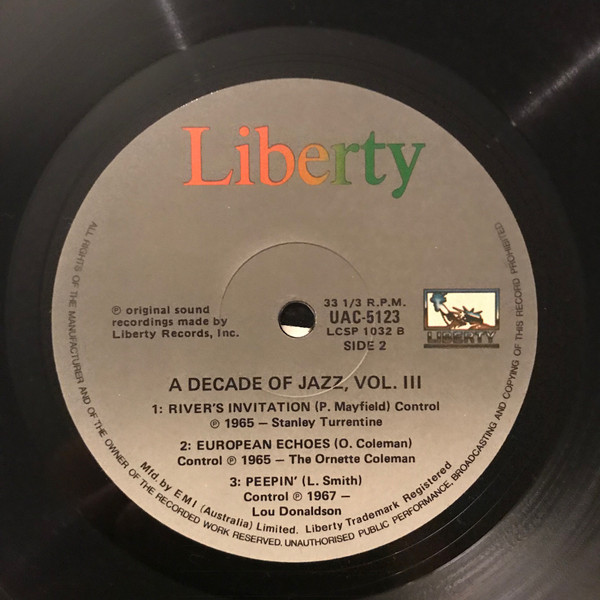 Liberty
℗ original sound
recordings made by
Liberty Records, Inc.
33 1/3 R.P.M.
UAC-5123
LCSP 1032 B
SIDE 2
LIBERTY
A DECADE OF JAZZ, VOL. III
1: RIVER'S INVITATION (P. Mayfield) Control
℗ 1965 – Stanley Turrentine
2: EUROPEAN ECHOES (O. Coleman)
Control ℗ 1965 – The Ornette Coleman
3: PEEPIN' (L. Smith)
Control ℗ 1967 –
Lou Donaldson
Mfd. by EMI (Australia) Limited. Liberty Trademark Registered
ALL RIGHTS OF THE MANUFACTURER AND OF THE OWNER OF THE RECORDED WORK RESERVED. UNAUTHORISED PUBLIC PERFORMANCE, BROADCASTING AND COPYING OF THIS RECORD PROHIBITED